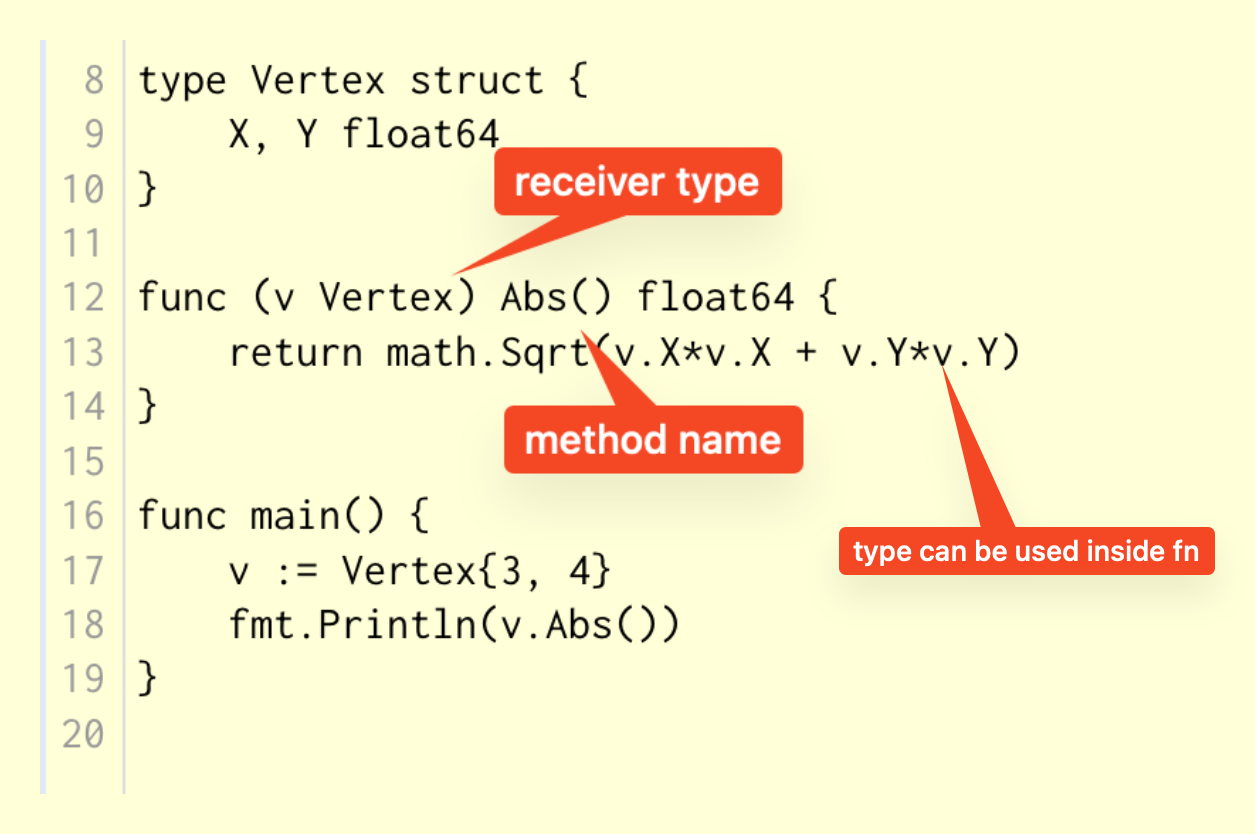 8 type Vertex struct {
9     X, Y float64
receiver type
10 }
11
12 func (v Vertex) Abs() float64 {
13     return math.Sqrt(v.X*v.X + v.Y*v.Y)
14 }
method name
15
16 func main() {
type can be used inside fn
17     v := Vertex{3, 4}
18     fmt.Println(v.Abs())
19 }
20